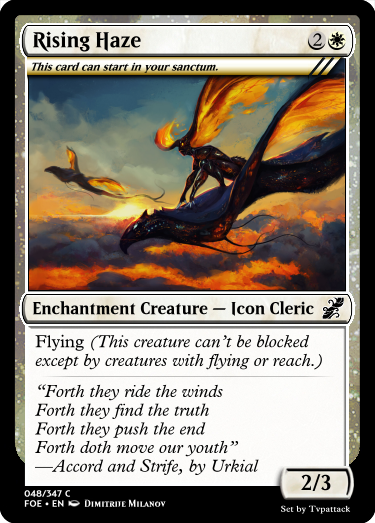 Rising Haze 2
This card can start in your sanctum.
Enchantment Creature — Icon Cleric
Flying (This creature can't be blocked
except by creatures with flying or reach.)
“Forth they ride the winds
Forth they find the truth
Forth they push the end
Forth doth move our youth”
—Accord and Strife, by Urkial
2/3
048/347 C
FOE • EN Dimitrije Milanov
Set by Tvpattack